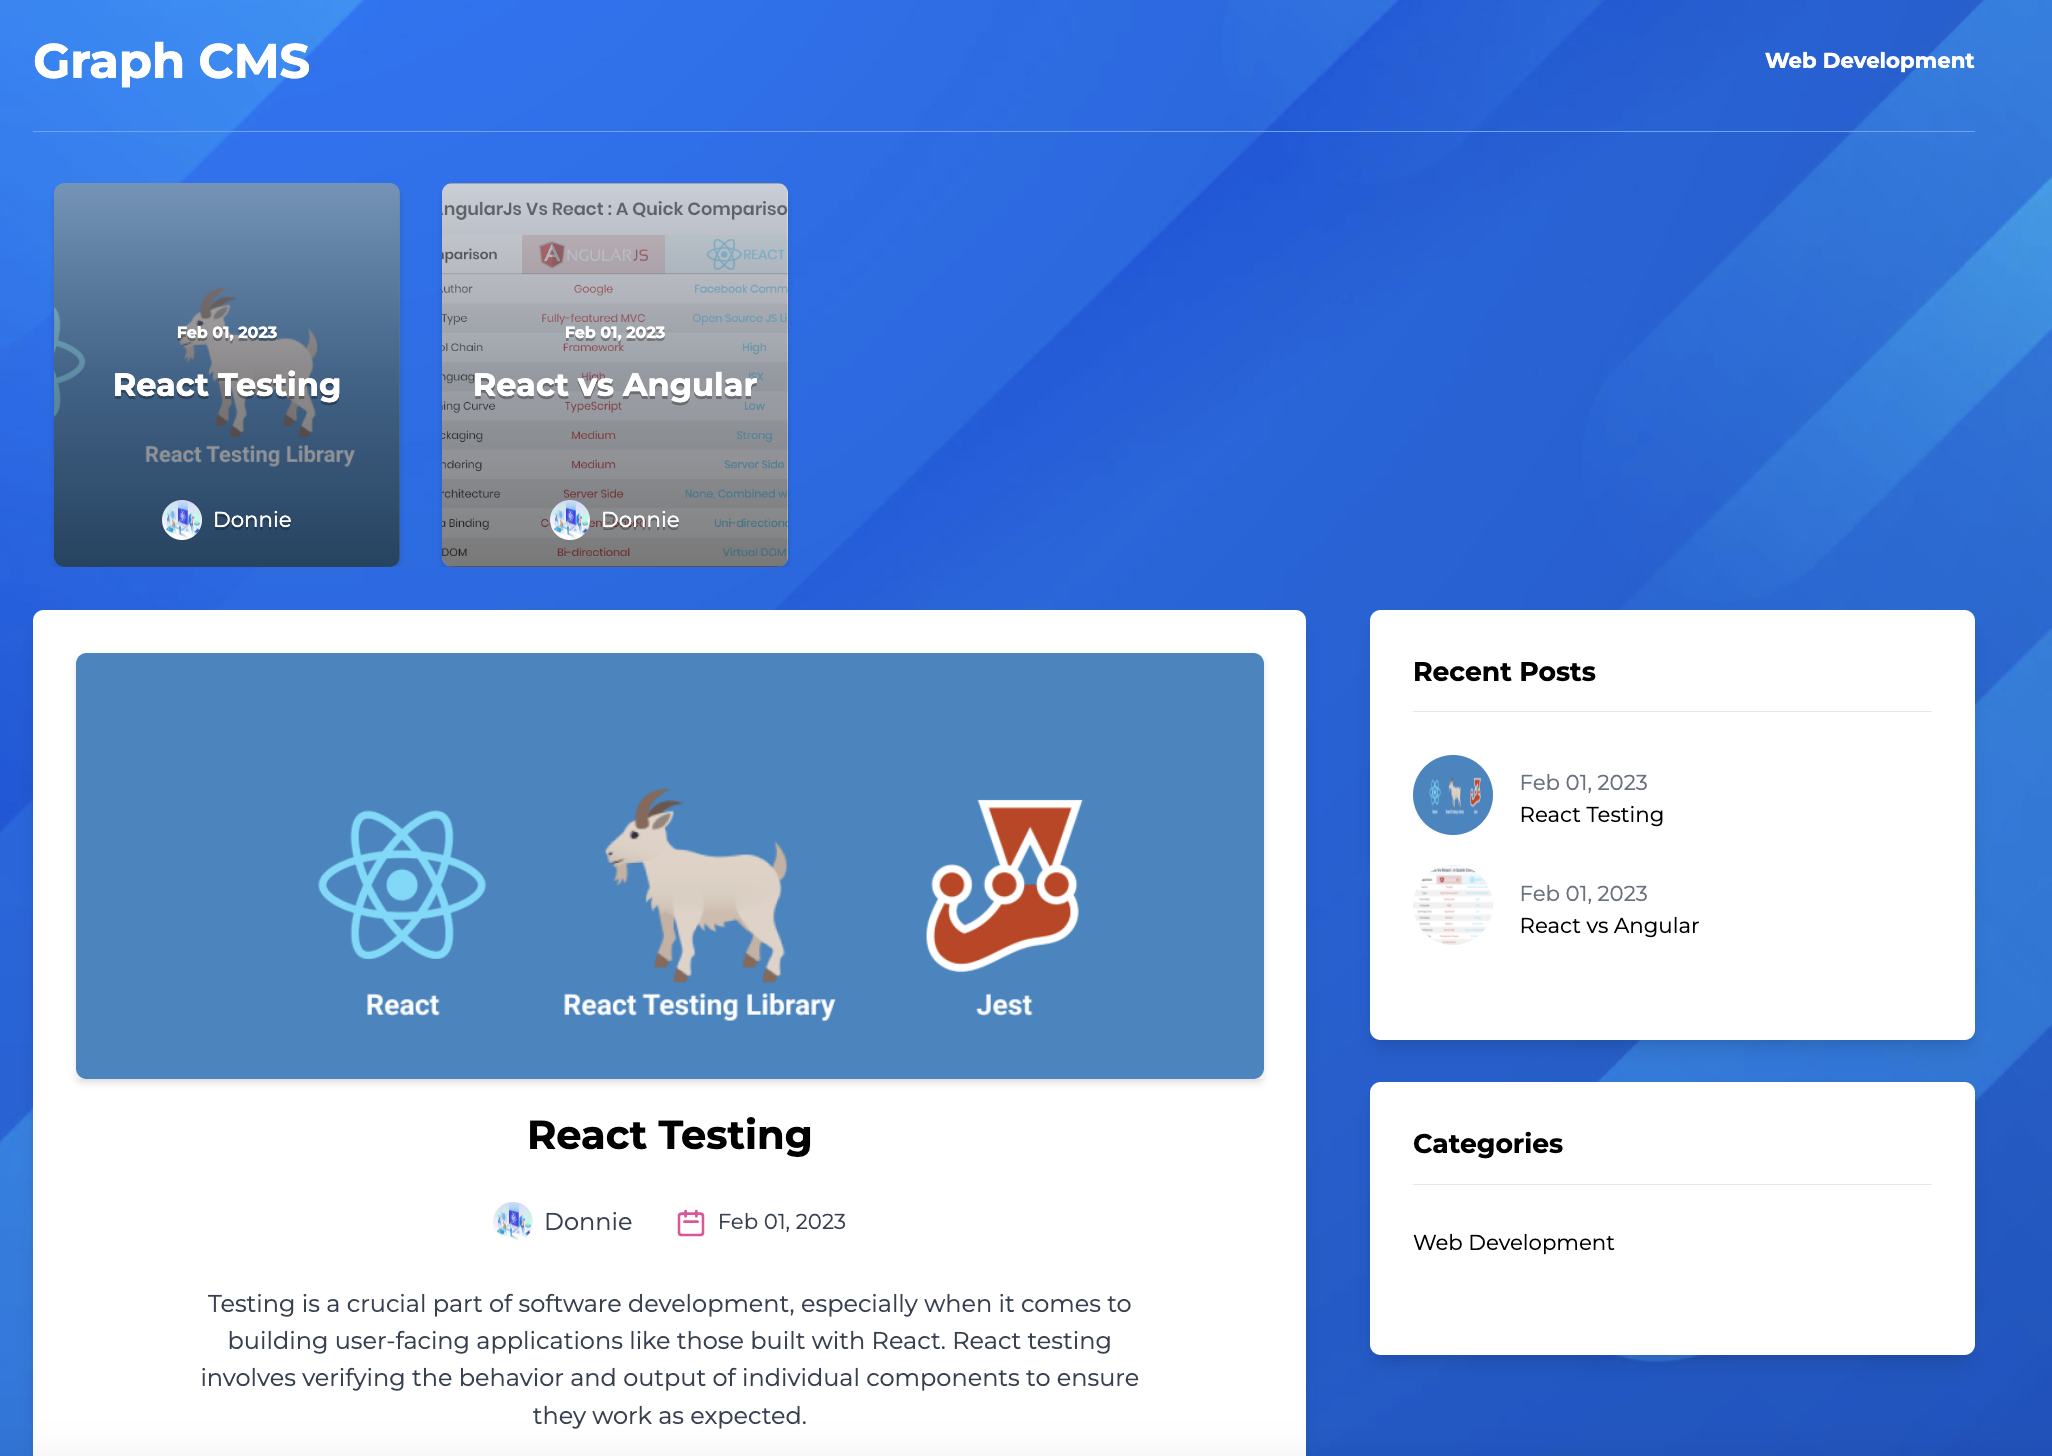 Graph CMS
Web Development
Feb 01, 2023
React Testing
React Testing Library
Donnie
ngularJs Vs React : A Quick Compariso
parison ANGULARJS REACT
uthor Google Facebook Comm
Type Fully-featured MVC Open Source JS Li
Feb 01, 2023
ol Chain Framework High
nguag High JSX
React vs Angular
ing Curve TypeScript Low
ckaging Medium Strong
ndering Medium Server Side
rchitecture Server Side None, Combined w
a Binding Uni-direction
Donnie
DOM Bi-directional Virtual DOM
React
React Testing Library
Jest
React Testing
Donnie
Feb 01, 2023
Testing is a crucial part of software development, especially when it comes to
building user-facing applications like those built with React. React testing
involves verifying the behavior and output of individual components to ensure
they work as expected.
Recent Posts
Feb 01, 2023
React Testing
Feb 01, 2023
React vs Angular
Categories
Web Development